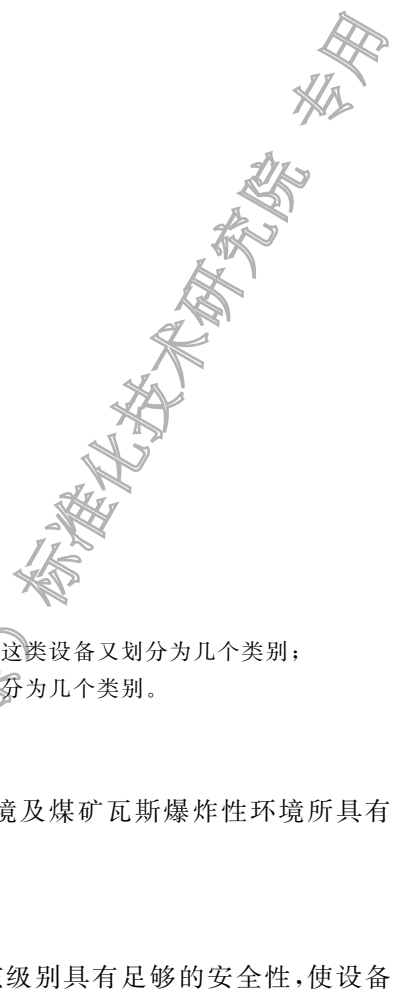 ）标准化技术研究院 专用
这类设备又划分为几个类别；
分为几个类别。
境及煤矿瓦斯爆炸性环境所具有
级别具有足够的安全性,使设备